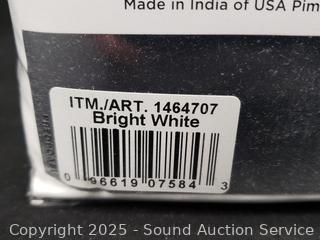 Made in India of USA Pim
ITM./ART. 1464707
Bright White
0 96619 07584 3
Copyright 2025 - Sound Auction Service